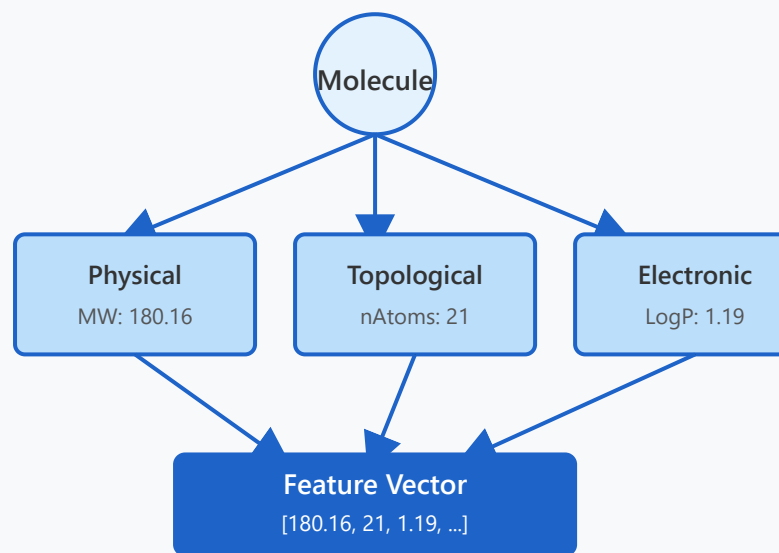 Molecule
Physical
MW: 180.16
Topological
nAtoms: 21
Electronic
LogP: 1.19
Feature Vector
[180.16, 21, 1.19, ...]